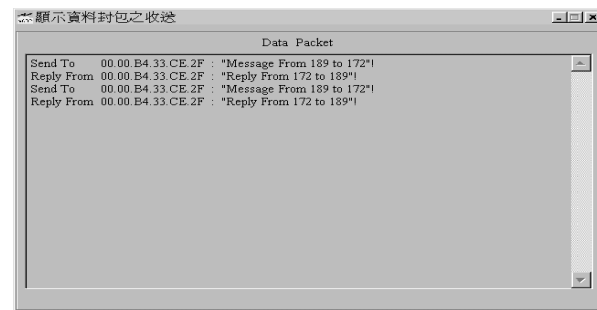 顯示資料封包之收送
Data Packet
Send To 00.00.B4.33.CE.2F : "Message From 189 to 172"!
Reply From 00.00.B4.33.CE.2F : "Reply From 172 to 189"!
Send To 00.00.B4.33.CE.2F : "Message From 189 to 172"!
Reply From 00.00.B4.33.CE.2F : "Reply From 172 to 189"!